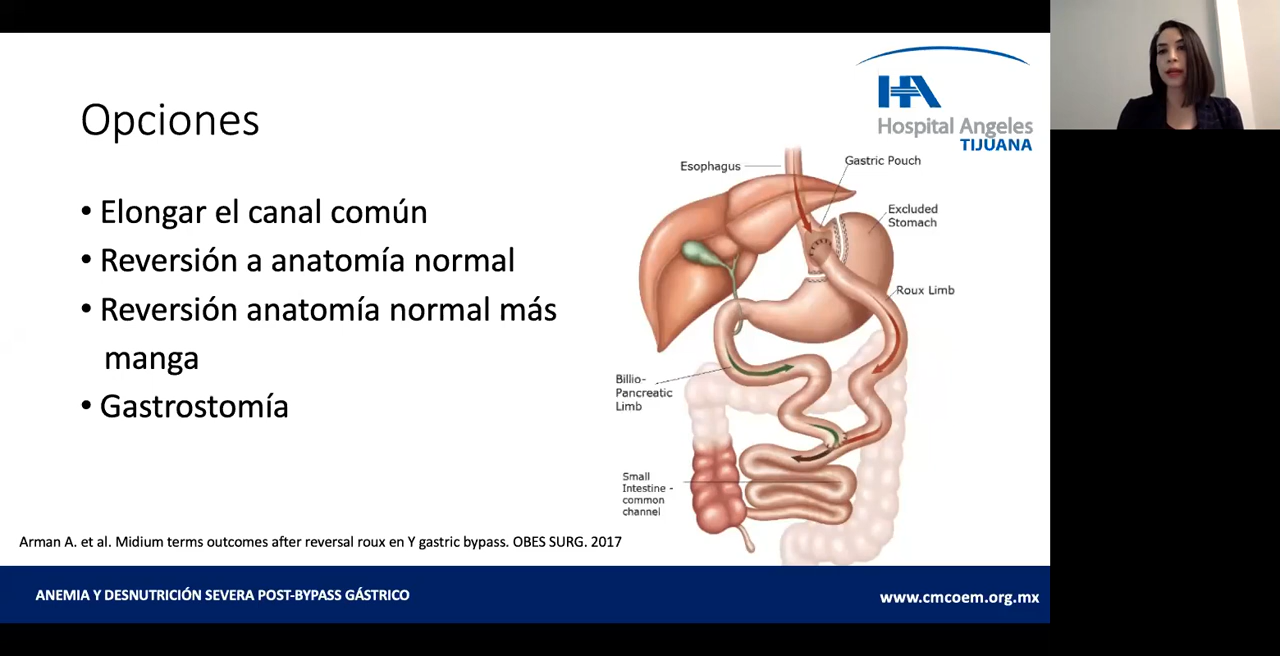 HA
Hospital Angeles
TIJUANA
Opciones
• Elongar el canal común
• Reversión a anatomía normal
• Reversión anatomía normal más
manga
• Gastrostomía
Esophagus
Gastric Pouch
Excluded
Stomach
Roux Limb
Billio-
Pancreatic
Limb
Small
Intestine -
common
channel
Arman A. et al. Midium terms outcomes after reversal roux en Y gastric bypass. OBES SURG. 2017
ANEMIA Y DESNUTRICIÓN SEVERA POST-BYPASS GÁSTRICO
www.cmcoem.org.mx